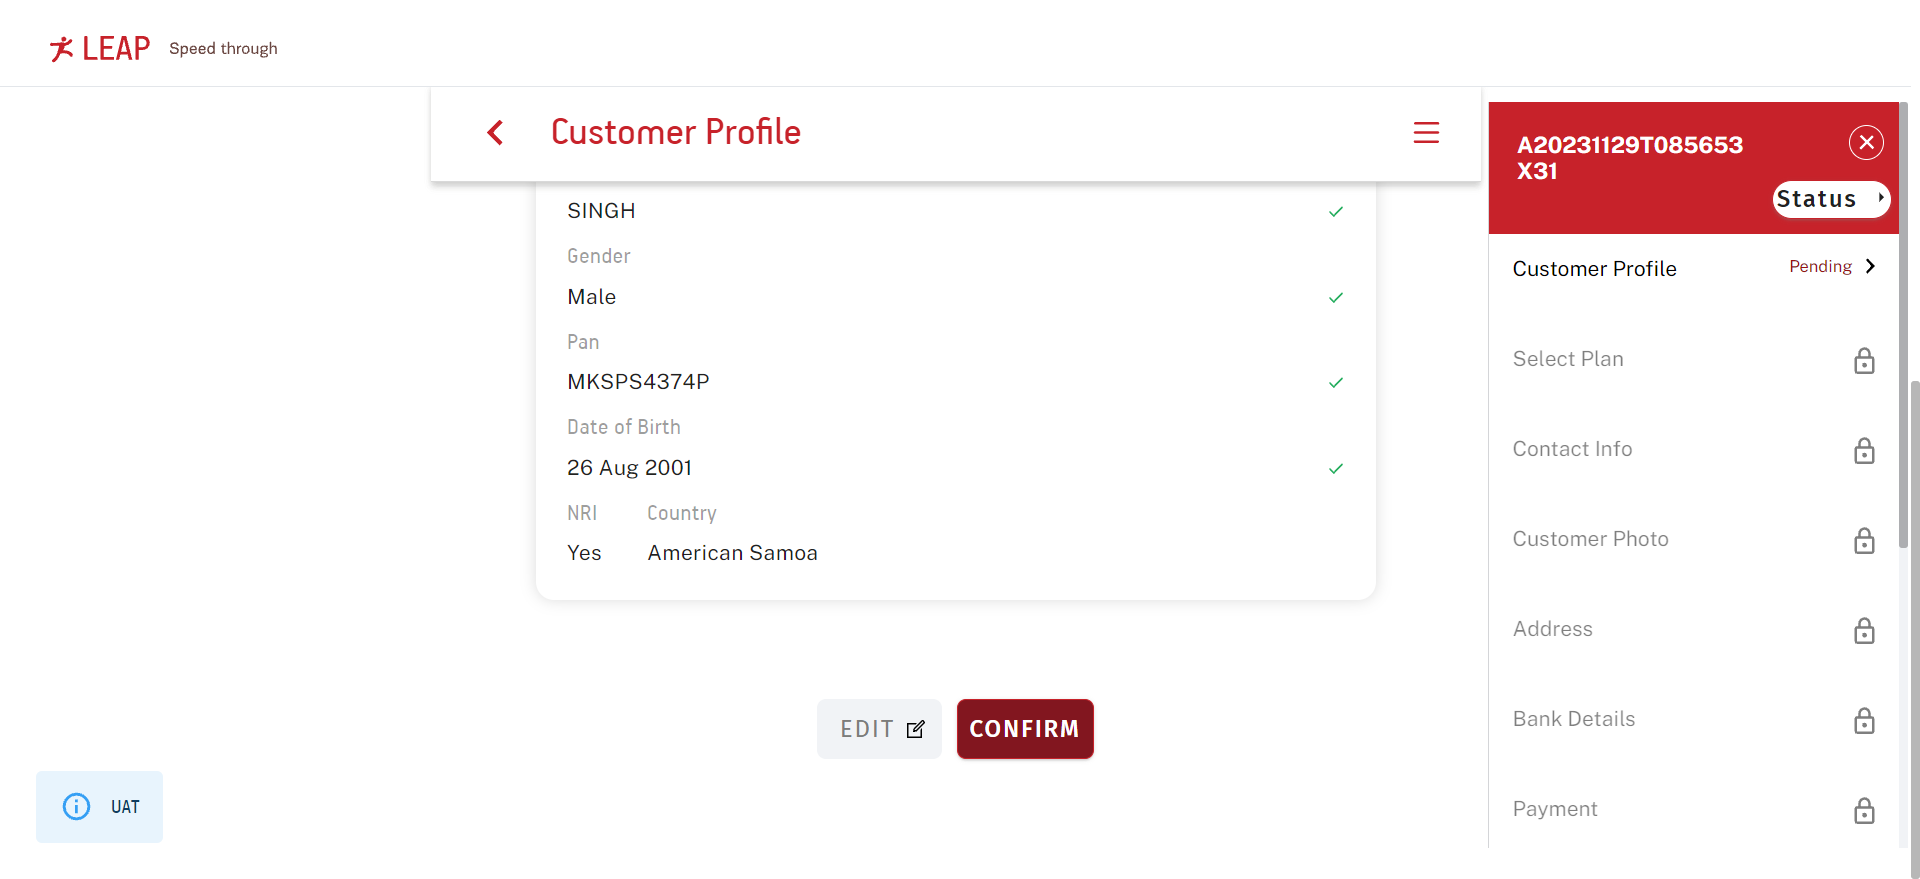 LEAP Speed through
Customer Profile
SINGH
Gender
Male
Pan
MKSPS4374P
Date of Birth
26 Aug 2001
NRI Country
Yes American Samoa
EDIT CONFIRM
UAT
A20231129T085653
X31
Status
Customer Profile Pending
Select Plan
Contact Info
Customer Photo
Address
Bank Details
Payment